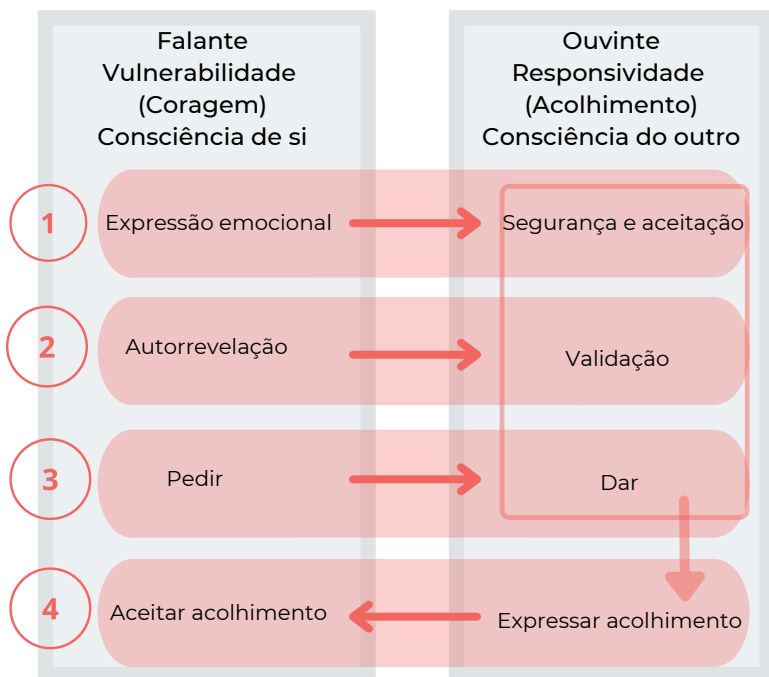 Falante
Vulnerabilidade
(Coragem)
Consciência de si
Ouvinte
Responsividade
(Acolhimento)
Consciência do outro
1
Expressão emocional
Segurança e aceitação
2
Autorrevelação
Validação
3
Pedir
Dar
4
Aceitar acolhimento
Expressar acolhimento